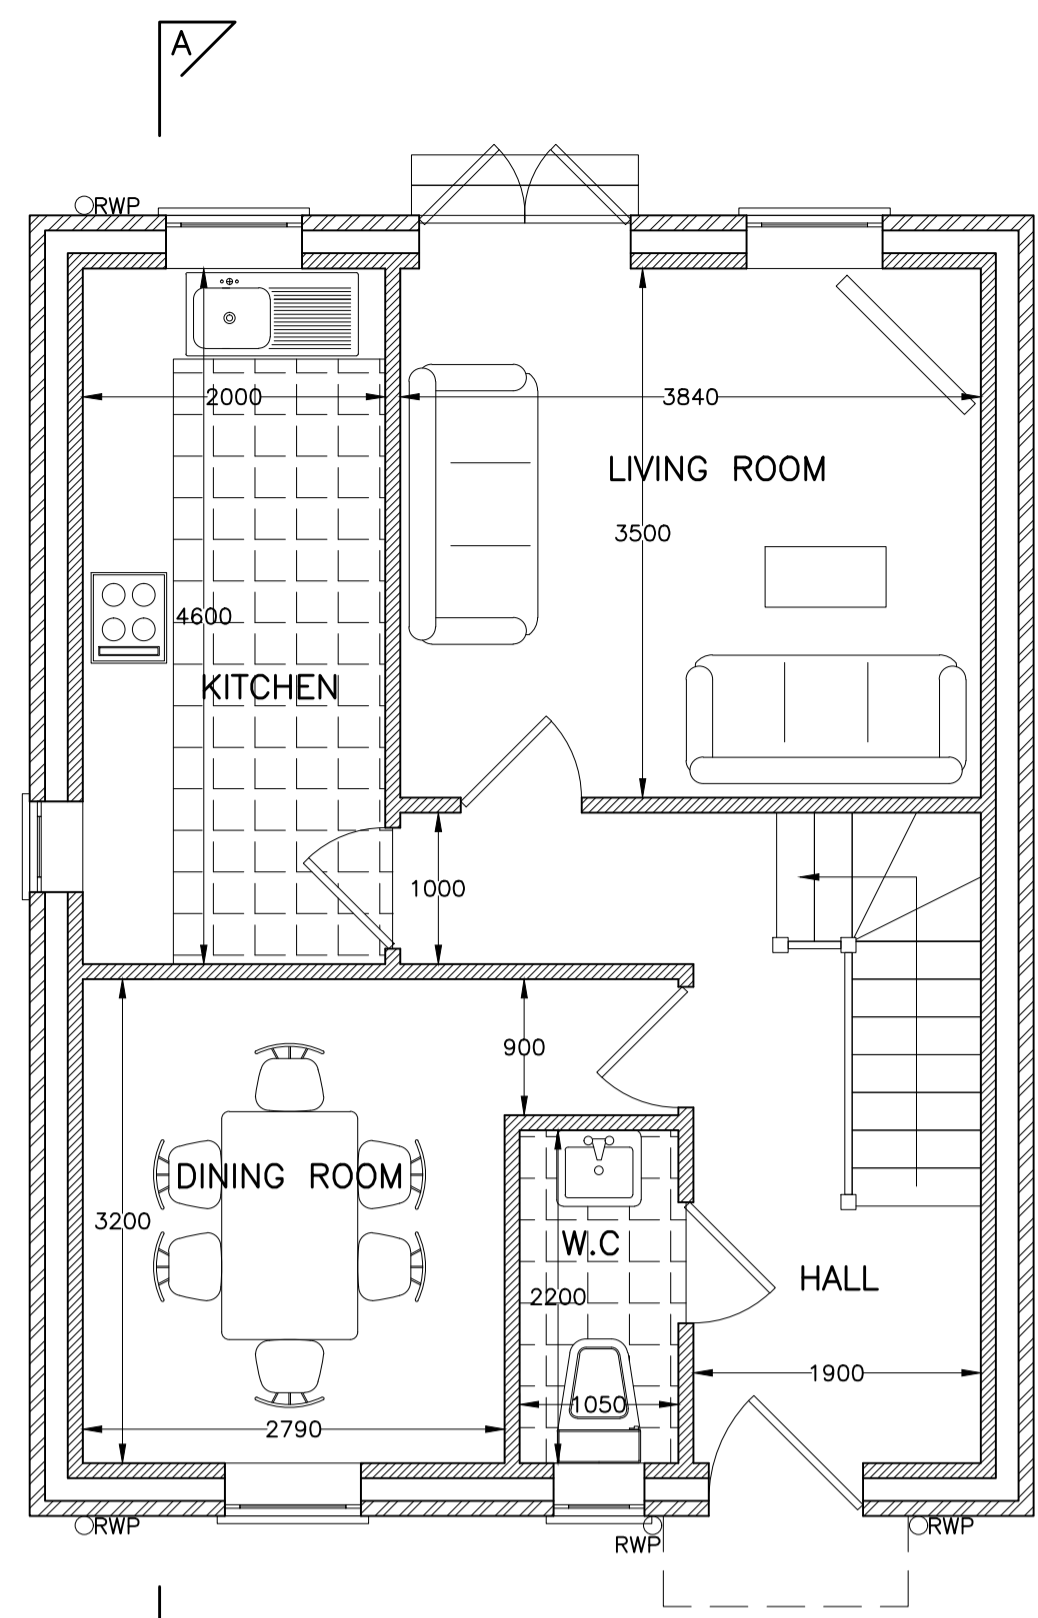 A
RWP
2000
3840
LIVING ROOM
3500
4600
KITCHEN
1000
900
DINING ROOM
3200
W.C
2200
HALL
1900
1050
2790
RWP
RWP
RWP